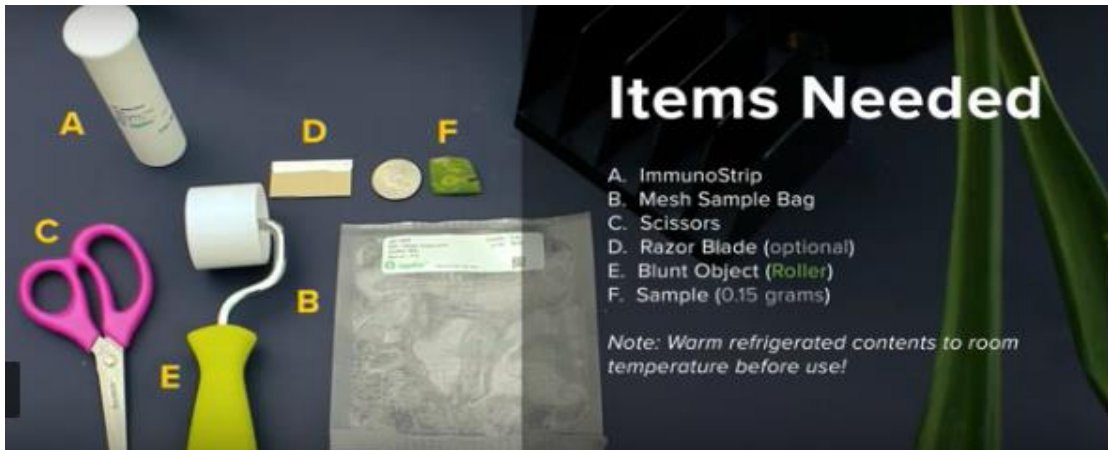 A
D
F
C
B
E
Items Needed
A. ImmunoStrip
B. Mesh Sample Bag
C. Scissors
D. Razor Blade (optional)
E. Blunt Object (Roller)
F. Sample (0.15 grams)
Note: Warm refrigerated contents to room
temperature before use!